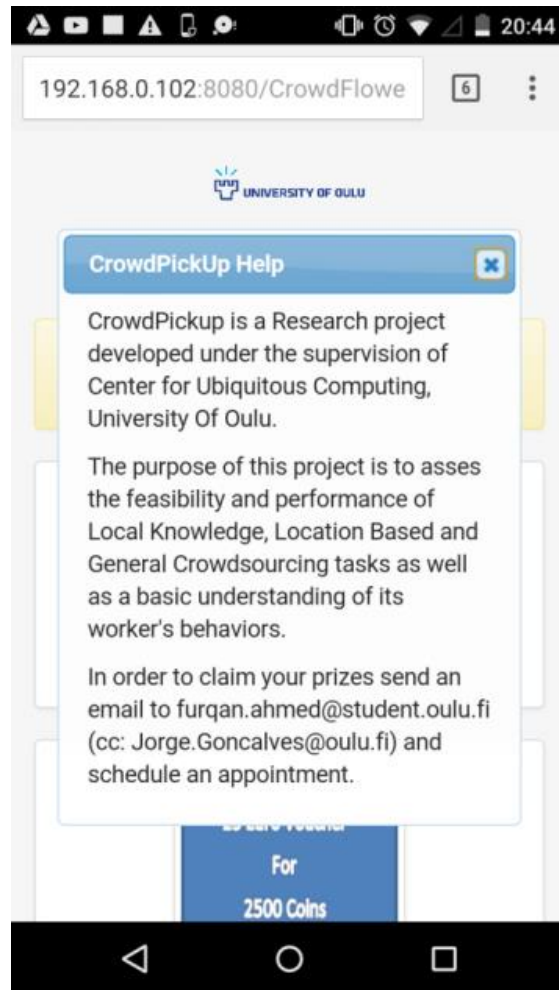 20:44
192.168.0.102:8080/CrowdFlowe
6
UNIVERSITY OF OULU
CrowdPickUp Help
CrowdPickup is a Research project
developed under the supervision of
Center for Ubiquitous Computing,
University Of Oulu.
The purpose of this project is to asses
the feasibility and performance of
Local Knowledge, Location Based and
General Crowdsourcing tasks as well
as a basic understanding of its
worker's behaviors.
In order to claim your prizes send an
email to furqan.ahmed@student.oulu.fi
(cc: Jorge.Goncalves@oulu.fi) and
schedule an appointment.
For
2500 Coins